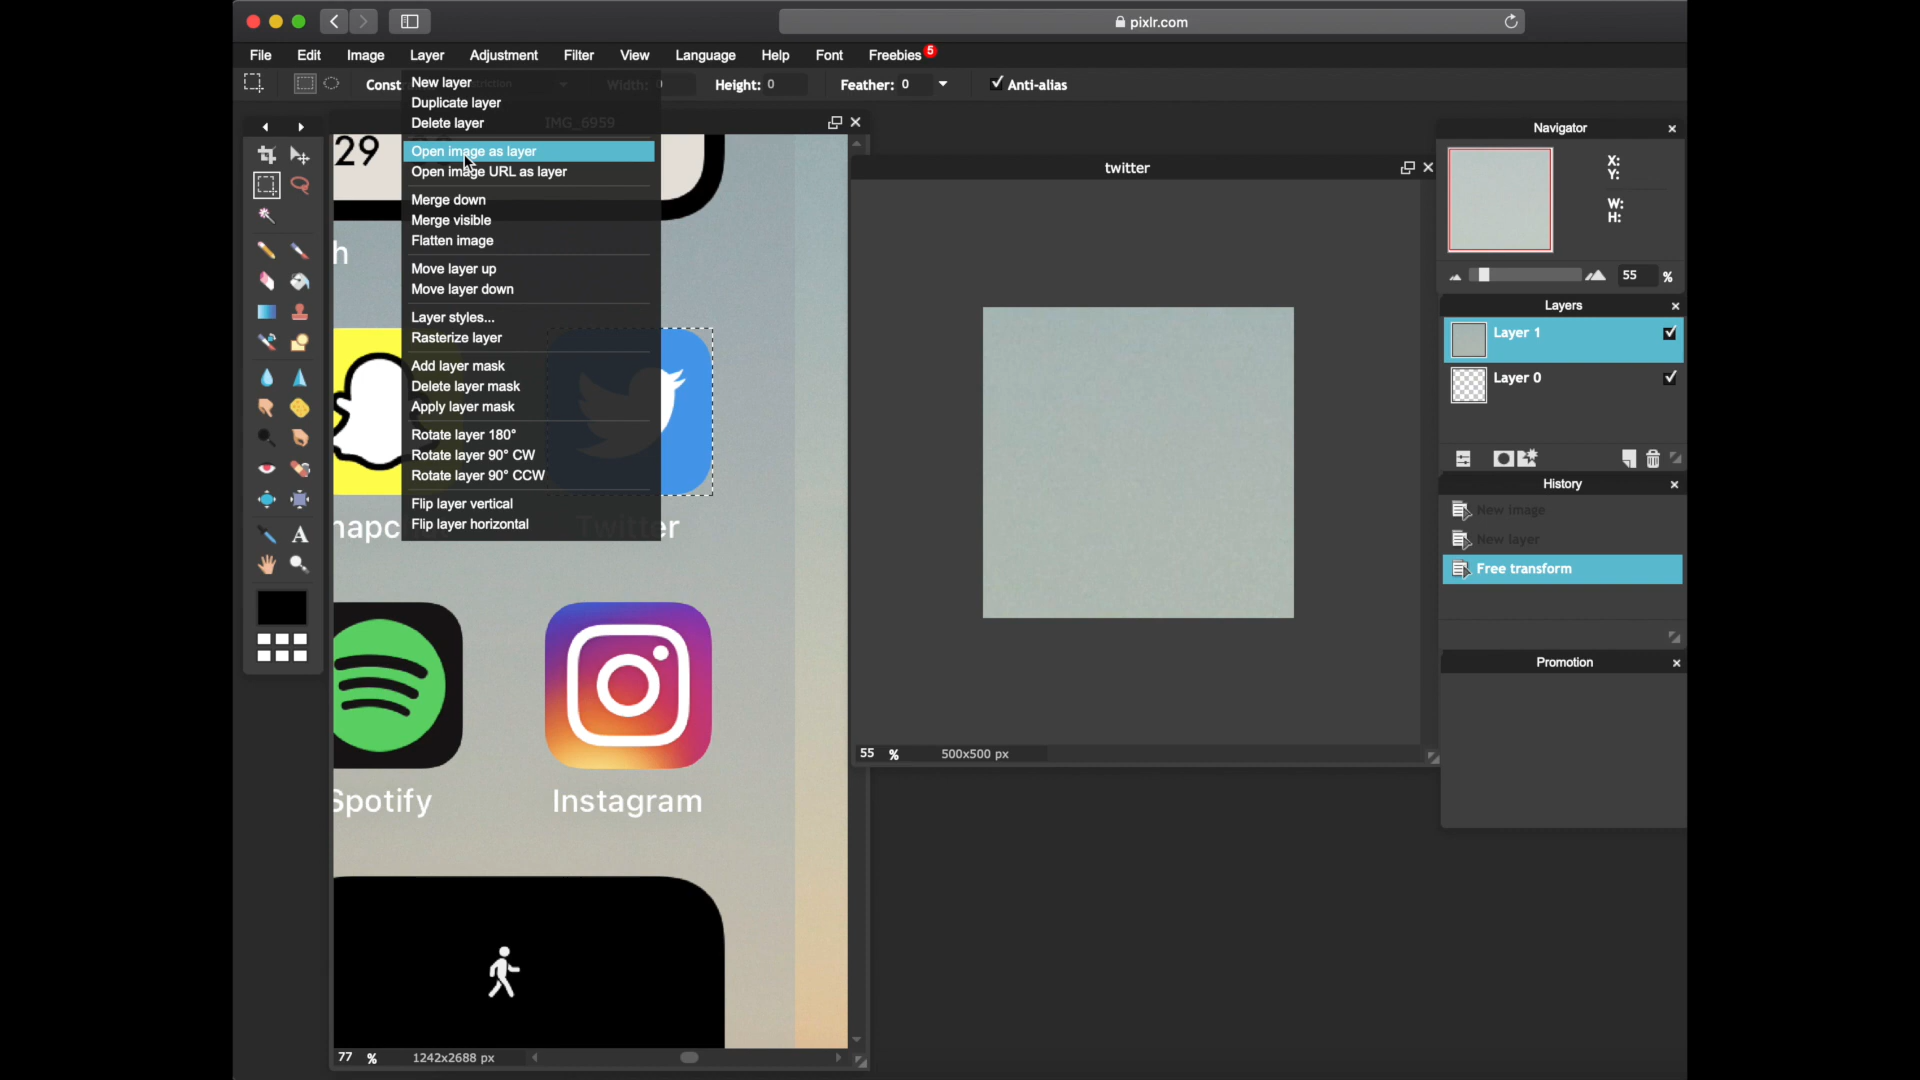 pixlr.com
File Edit Image Layer Adjustment Filter View Language Help Font Freebies 5
Const Width: 0 Height: 0 Feather: 0 Anti-alias
New layer
Duplicate layer
Delete layer
IMG_6959
Open image as layer
Open image URL as layer
Merge down
Merge visible
Flatten image
Move layer up
Move layer down
Layer styles...
Rasterize layer
Add layer mask
Delete layer mask
Apply layer mask
Rotate layer 180°
Rotate layer 90° CW
Rotate layer 90° CCW
Flip layer vertical
Flip layer horizontal
29
h
napc
Twitter
Spotify
Instagram
77 % 1242x2688 px
twitter
55 % 500x500 px
Navigator
X:
Y:
W:
H:
55 %
Layers
Layer 1
Layer 0
History
New image
New layer
Free transform
Promotion
A